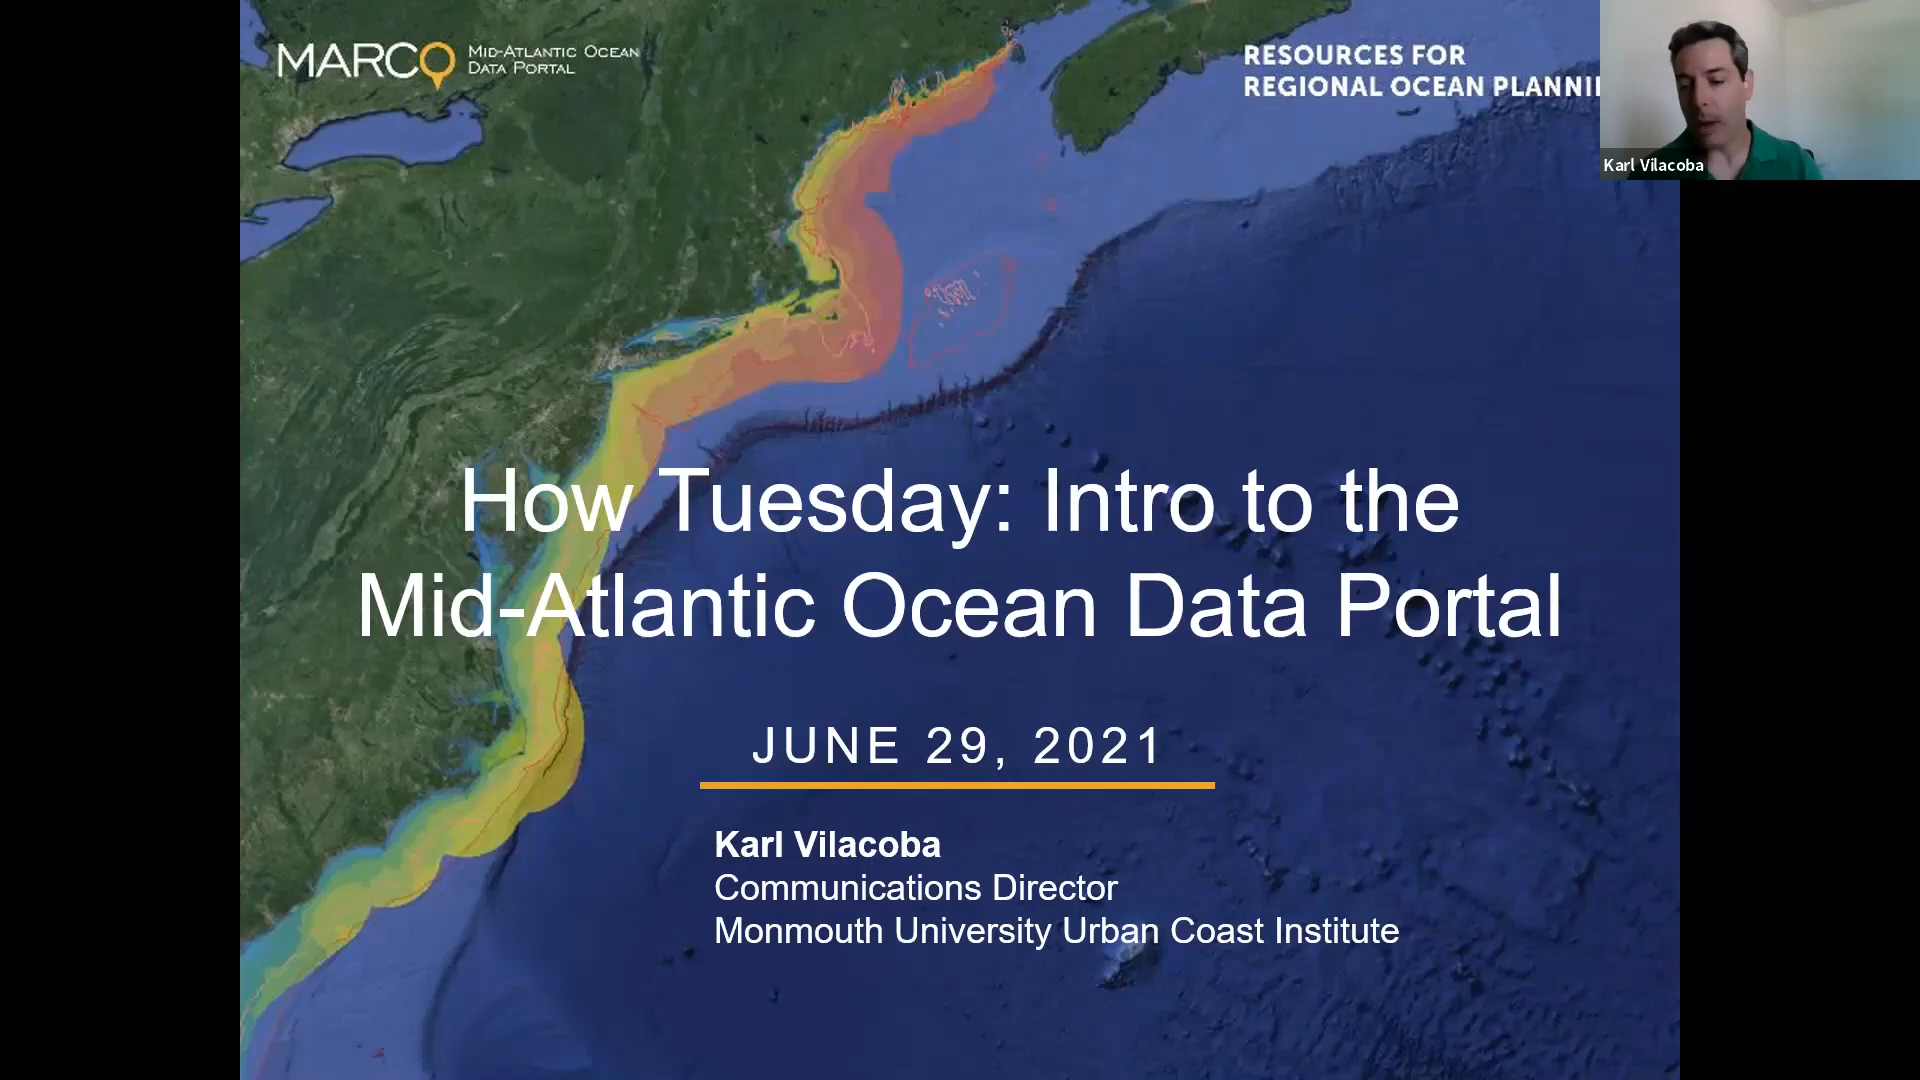 MARCO
MID-ATLANTIC OCEAN
DATA PORTAL
RESOURCES FOR
REGIONAL OCEAN PLANNI
Karl Vilacoba
How Tuesday: Intro to the
Mid-Atlantic Ocean Data Portal
JUNE 29, 2021
Karl Vilacoba
Communications Director
Monmouth University Urban Coast Institute